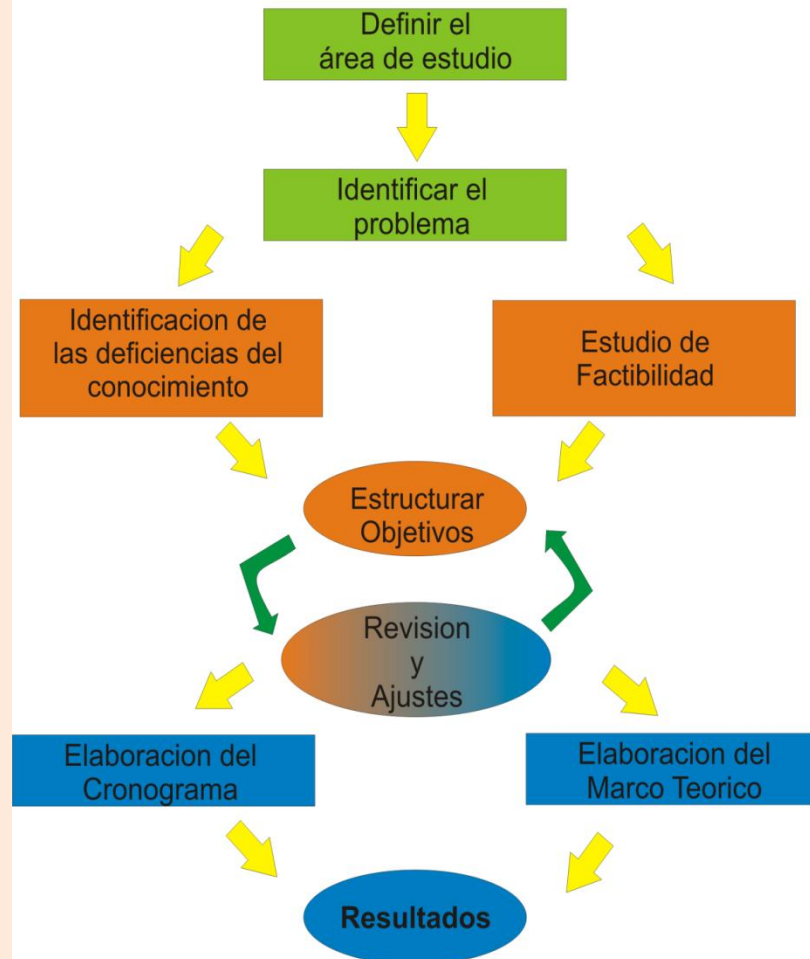 Definir el
área de estudio
Identificar el
problema
Identificacion de
las deficiencias del
conocimiento
Estudio de
Factibilidad
Estructurar
Objetivos
Revision
y
Ajustes
Elaboracion del
Cronograma
Elaboracion del
Marco Teorico
Resultados